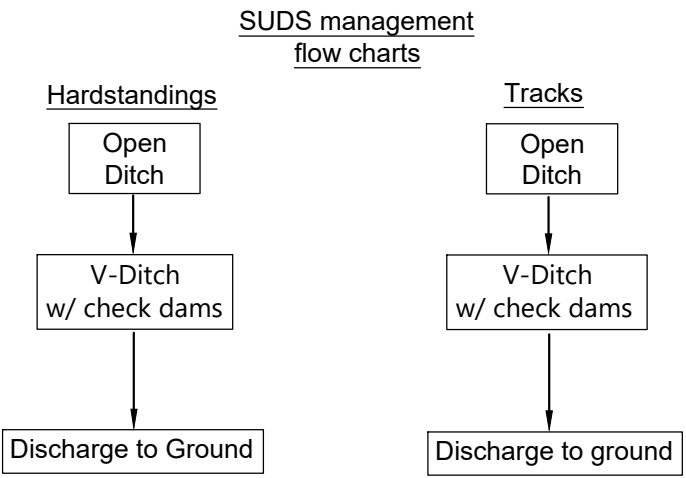 SUDS management
flow charts
Hardstandings
Open
Ditch
V-Ditch
w/ check dams
Discharge to Ground
Tracks
Open
Ditch
V-Ditch
w/ check dams
Discharge to ground